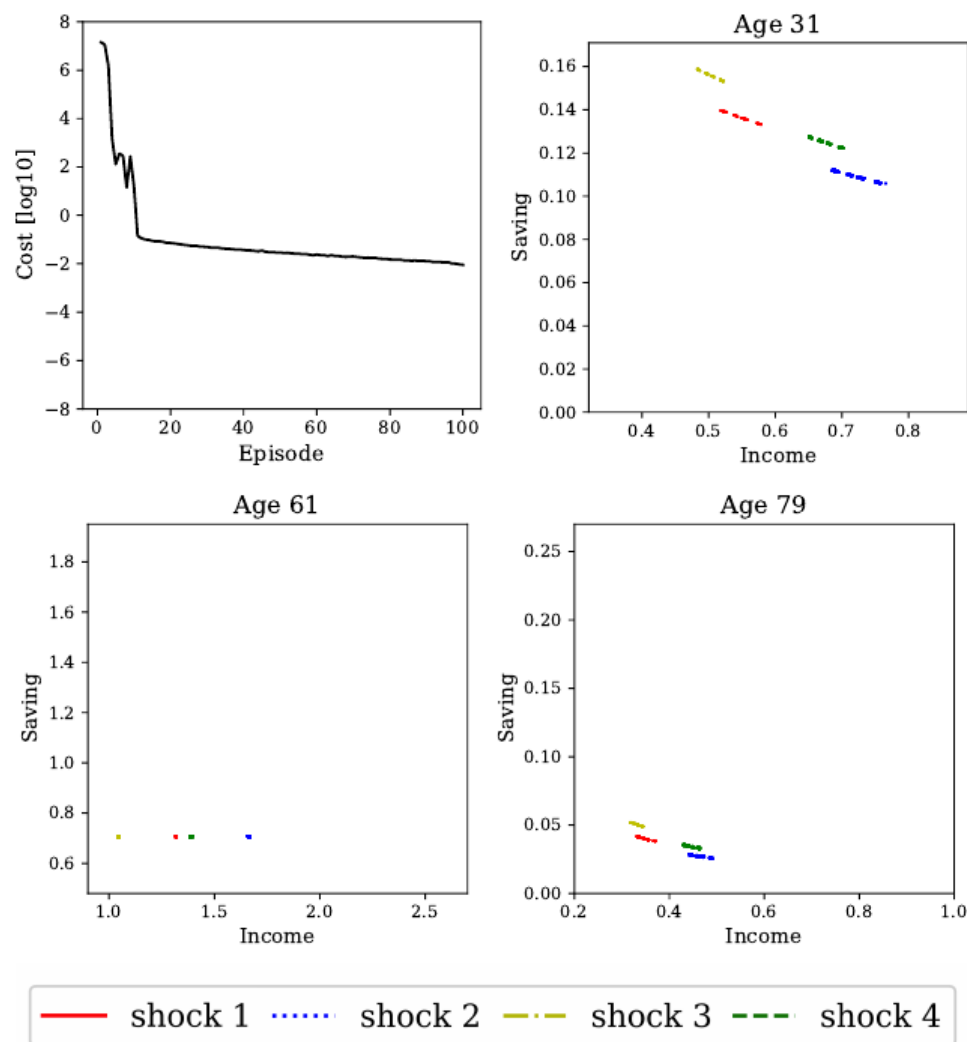 Cost [log10]
8
6
4
2
0
−2
−4
−6
−8
0 20 40 60 80 100
Episode
Age 31
Saving
0.16
0.14
0.12
0.10
0.08
0.06
0.04
0.02
0.00
0.4 0.5 0.6 0.7 0.8
Income
Age 61
Saving
1.8
1.6
1.4
1.2
1.0
0.8
0.6
1.0 1.5 2.0 2.5
Income
Age 79
Saving
0.25
0.20
0.15
0.10
0.05
0.00
0.2 0.4 0.6 0.8 1.0
Income
shock 1 shock 2 shock 3 shock 4